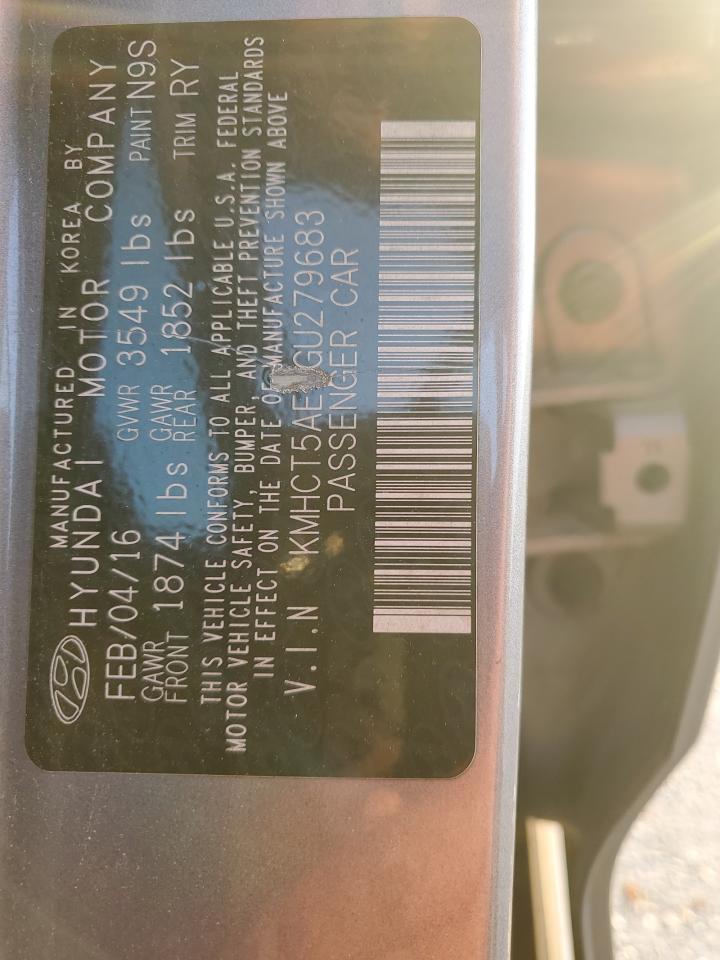 MANUFACTURED IN KOREA BY
HYUNDAI MOTOR COMPANY
FEB/04/16 GVWR 3549 lbs PAINT N9S
GAWR FRONT 1874 lbs GAWR REAR 1852 lbs TRIM RY
THIS VEHICLE CONFORMS TO ALL APPLICABLE U.S.A. FEDERAL
MOTOR VEHICLE SAFETY, BUMPER, AND THEFT PREVENTION STANDARDS
IN EFFECT ON THE DATE OF MANUFACTURE SHOWN ABOVE
V.I.N KMHCT5AE GU279683
PASSENGER CAR